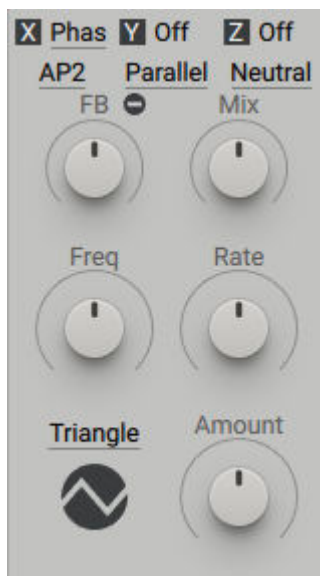 X Phas Y Off Z Off
AP2 Parallel Neutral
FB Mix
Freq Rate
Triangle Amount